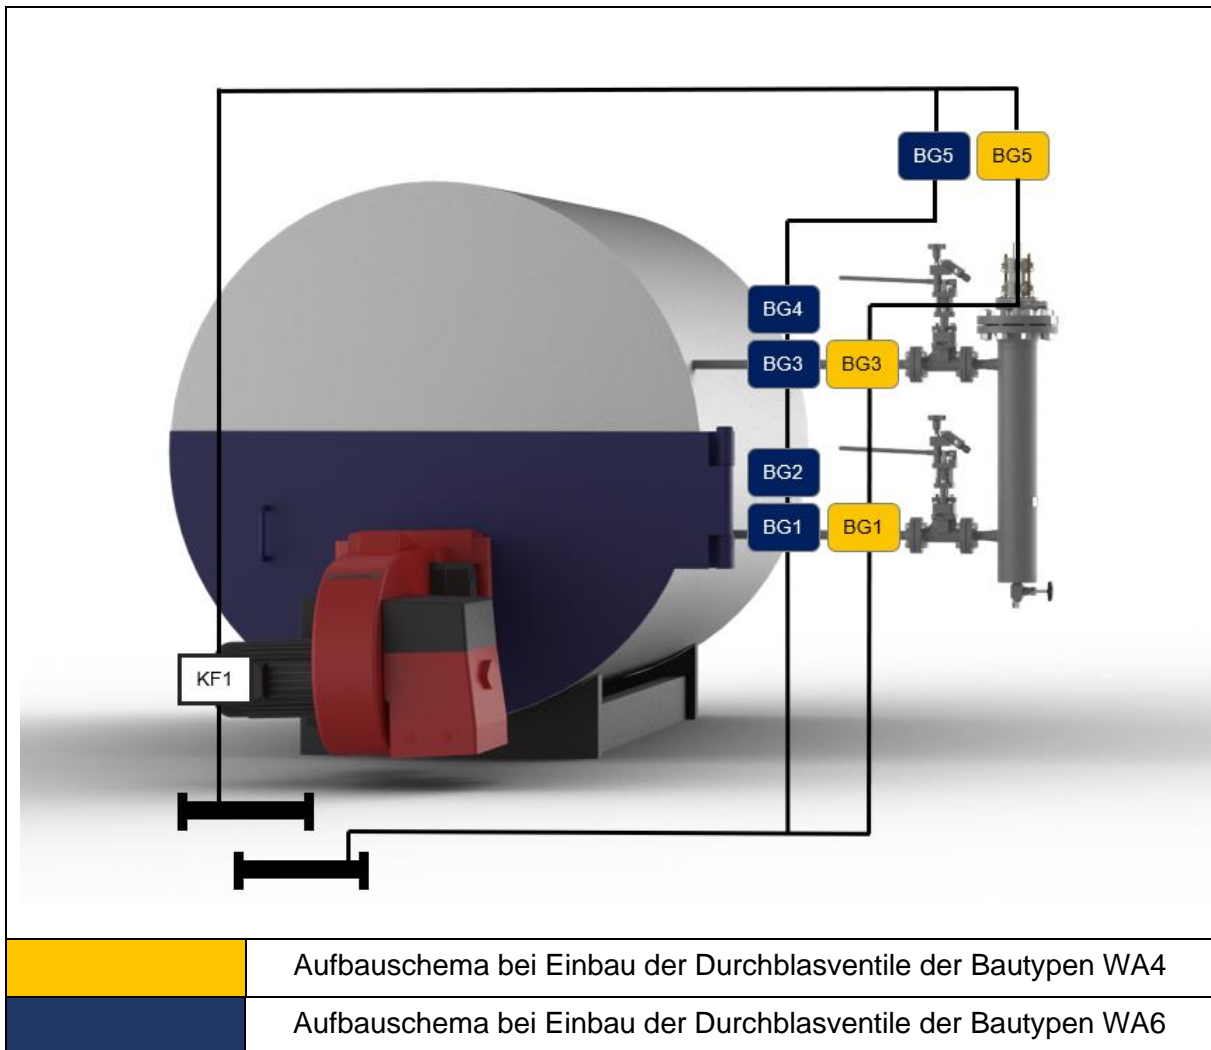 BG5 BG5
BG4
BG3 BG3
BG2
BG1 BG1
KF1
Aufbauschema bei Einbau der Durchblasventile der Bautypen WA4
Aufbauschema bei Einbau der Durchblasventile der Bautypen WA6